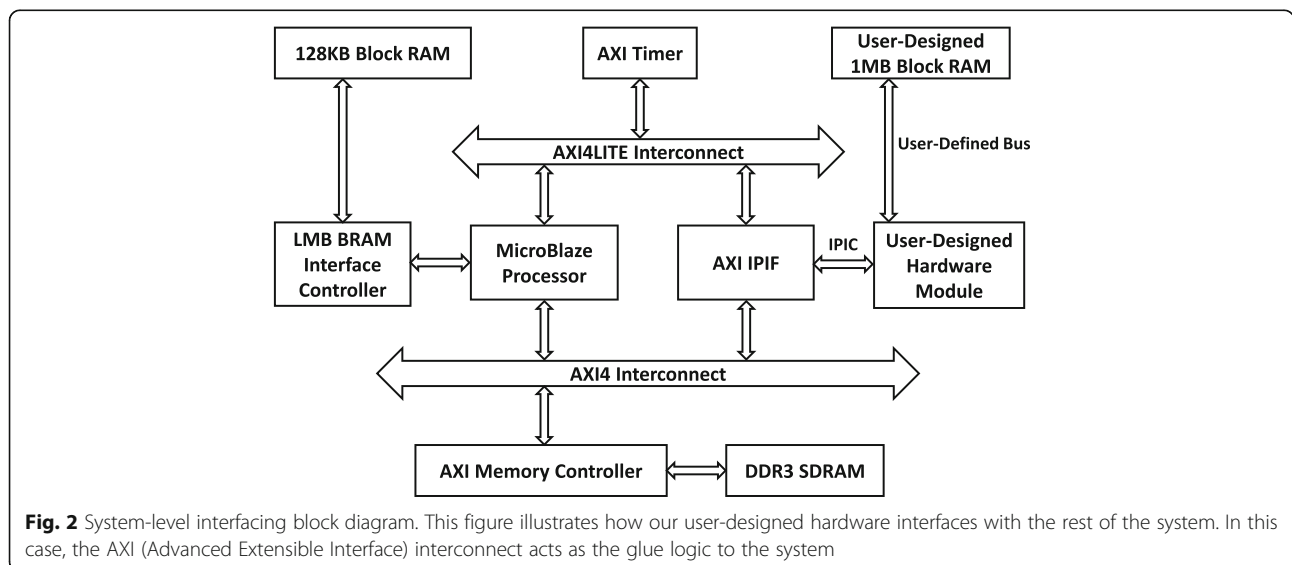 128KB Block RAM
AXI Timer
User-Designed
1MB Block RAM
AXI4LITE Interconnect
User-Defined Bus
LMB BRAM
Interface
Controller
MicroBlaze
Processor
AXI IPIF
IPIC
User-Designed
Hardware
Module
AXI4 Interconnect
AXI Memory Controller
DDR3 SDRAM
Fig. 2 System-level interfacing block diagram. This figure illustrates how our user-designed hardware interfaces with the rest of the system. In this
case, the AXI (Advanced Extensible Interface) interconnect acts as the glue logic to the system